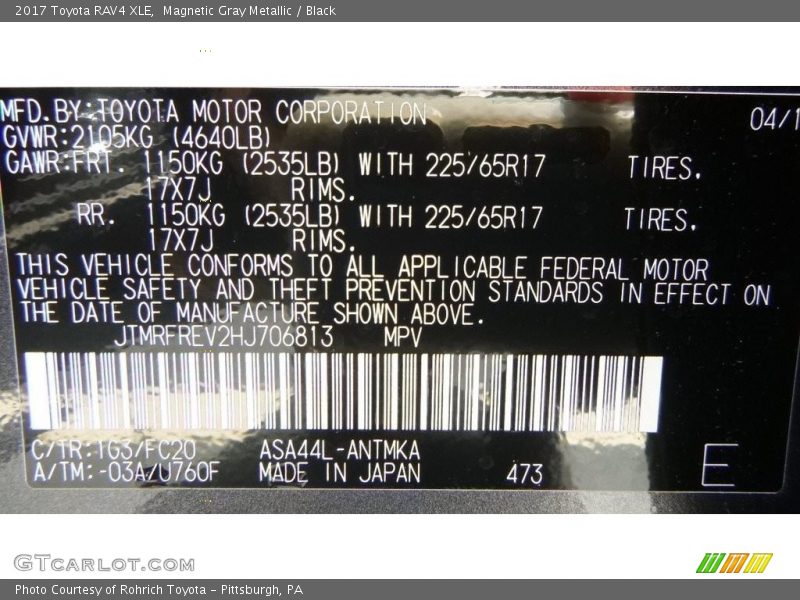 2017 Toyota RAV4 XLE,  Magnetic Gray Metallic / Black
MFD.BY:TOYOTA MOTOR CORPORATION 04/1
GVWR:2105KG (4640LB)
GAWR:FRT. 1150KG (2535LB) WITH 225/65R17 TIRES.
17X7J RIMS.
RR. 1150KG (2535LB) WITH 225/65R17 TIRES.
17X7J RIMS.
THIS VEHICLE CONFORMS TO ALL APPLICABLE FEDERAL MOTOR
VEHICLE SAFETY AND THEFT PREVENTION STANDARDS IN EFFECT ON
THE DATE OF MANUFACTURE SHOWN ABOVE.
JTMRFREV2HJ706813 MPV
C/TR:1G3/FC20 ASA44L-ANTMKA
A/TM:-03A/U760F MADE IN JAPAN 473 E
GTCARLOT.COM
Photo Courtesy of Rohrich Toyota - Pittsburgh, PA